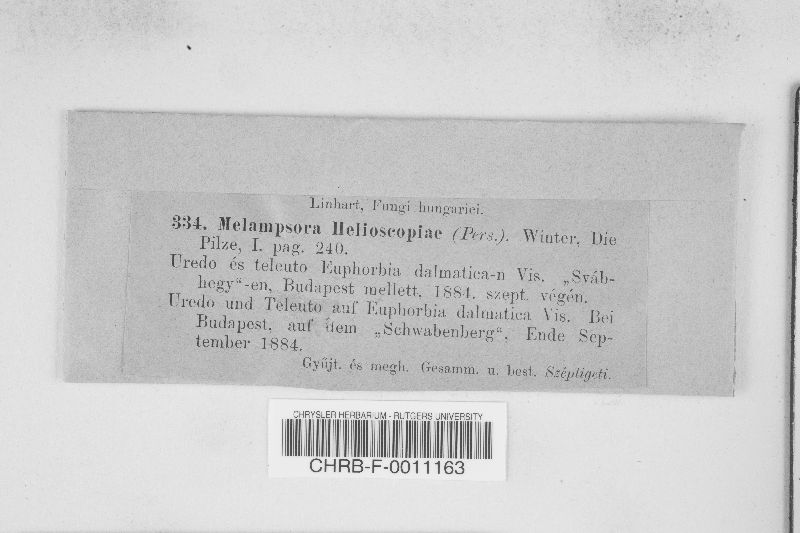 Linhart, Fungi hungarici.
334. Melampsora Helioscopiae (Pers.). Winter, Die
Pilze, I. pag. 240.
Uredo és teleuto Euphorbia dalmatica-n Vis. „Sváb-
hegy“-en, Budapest mellett, 1884. szept. végén.
Uredo und Teleuto auf Euphorbia dalmatica Vis. Bei
Budapest, auf dem „Schwabenberg“, Ende Sep-
tember 1884.
Gyűjt. és megh. Gesamm. u. best. Szépligeti.
CHRYSLER HERBARIUM - RUTGERS UNIVERSITY
CHRB-F-0011163